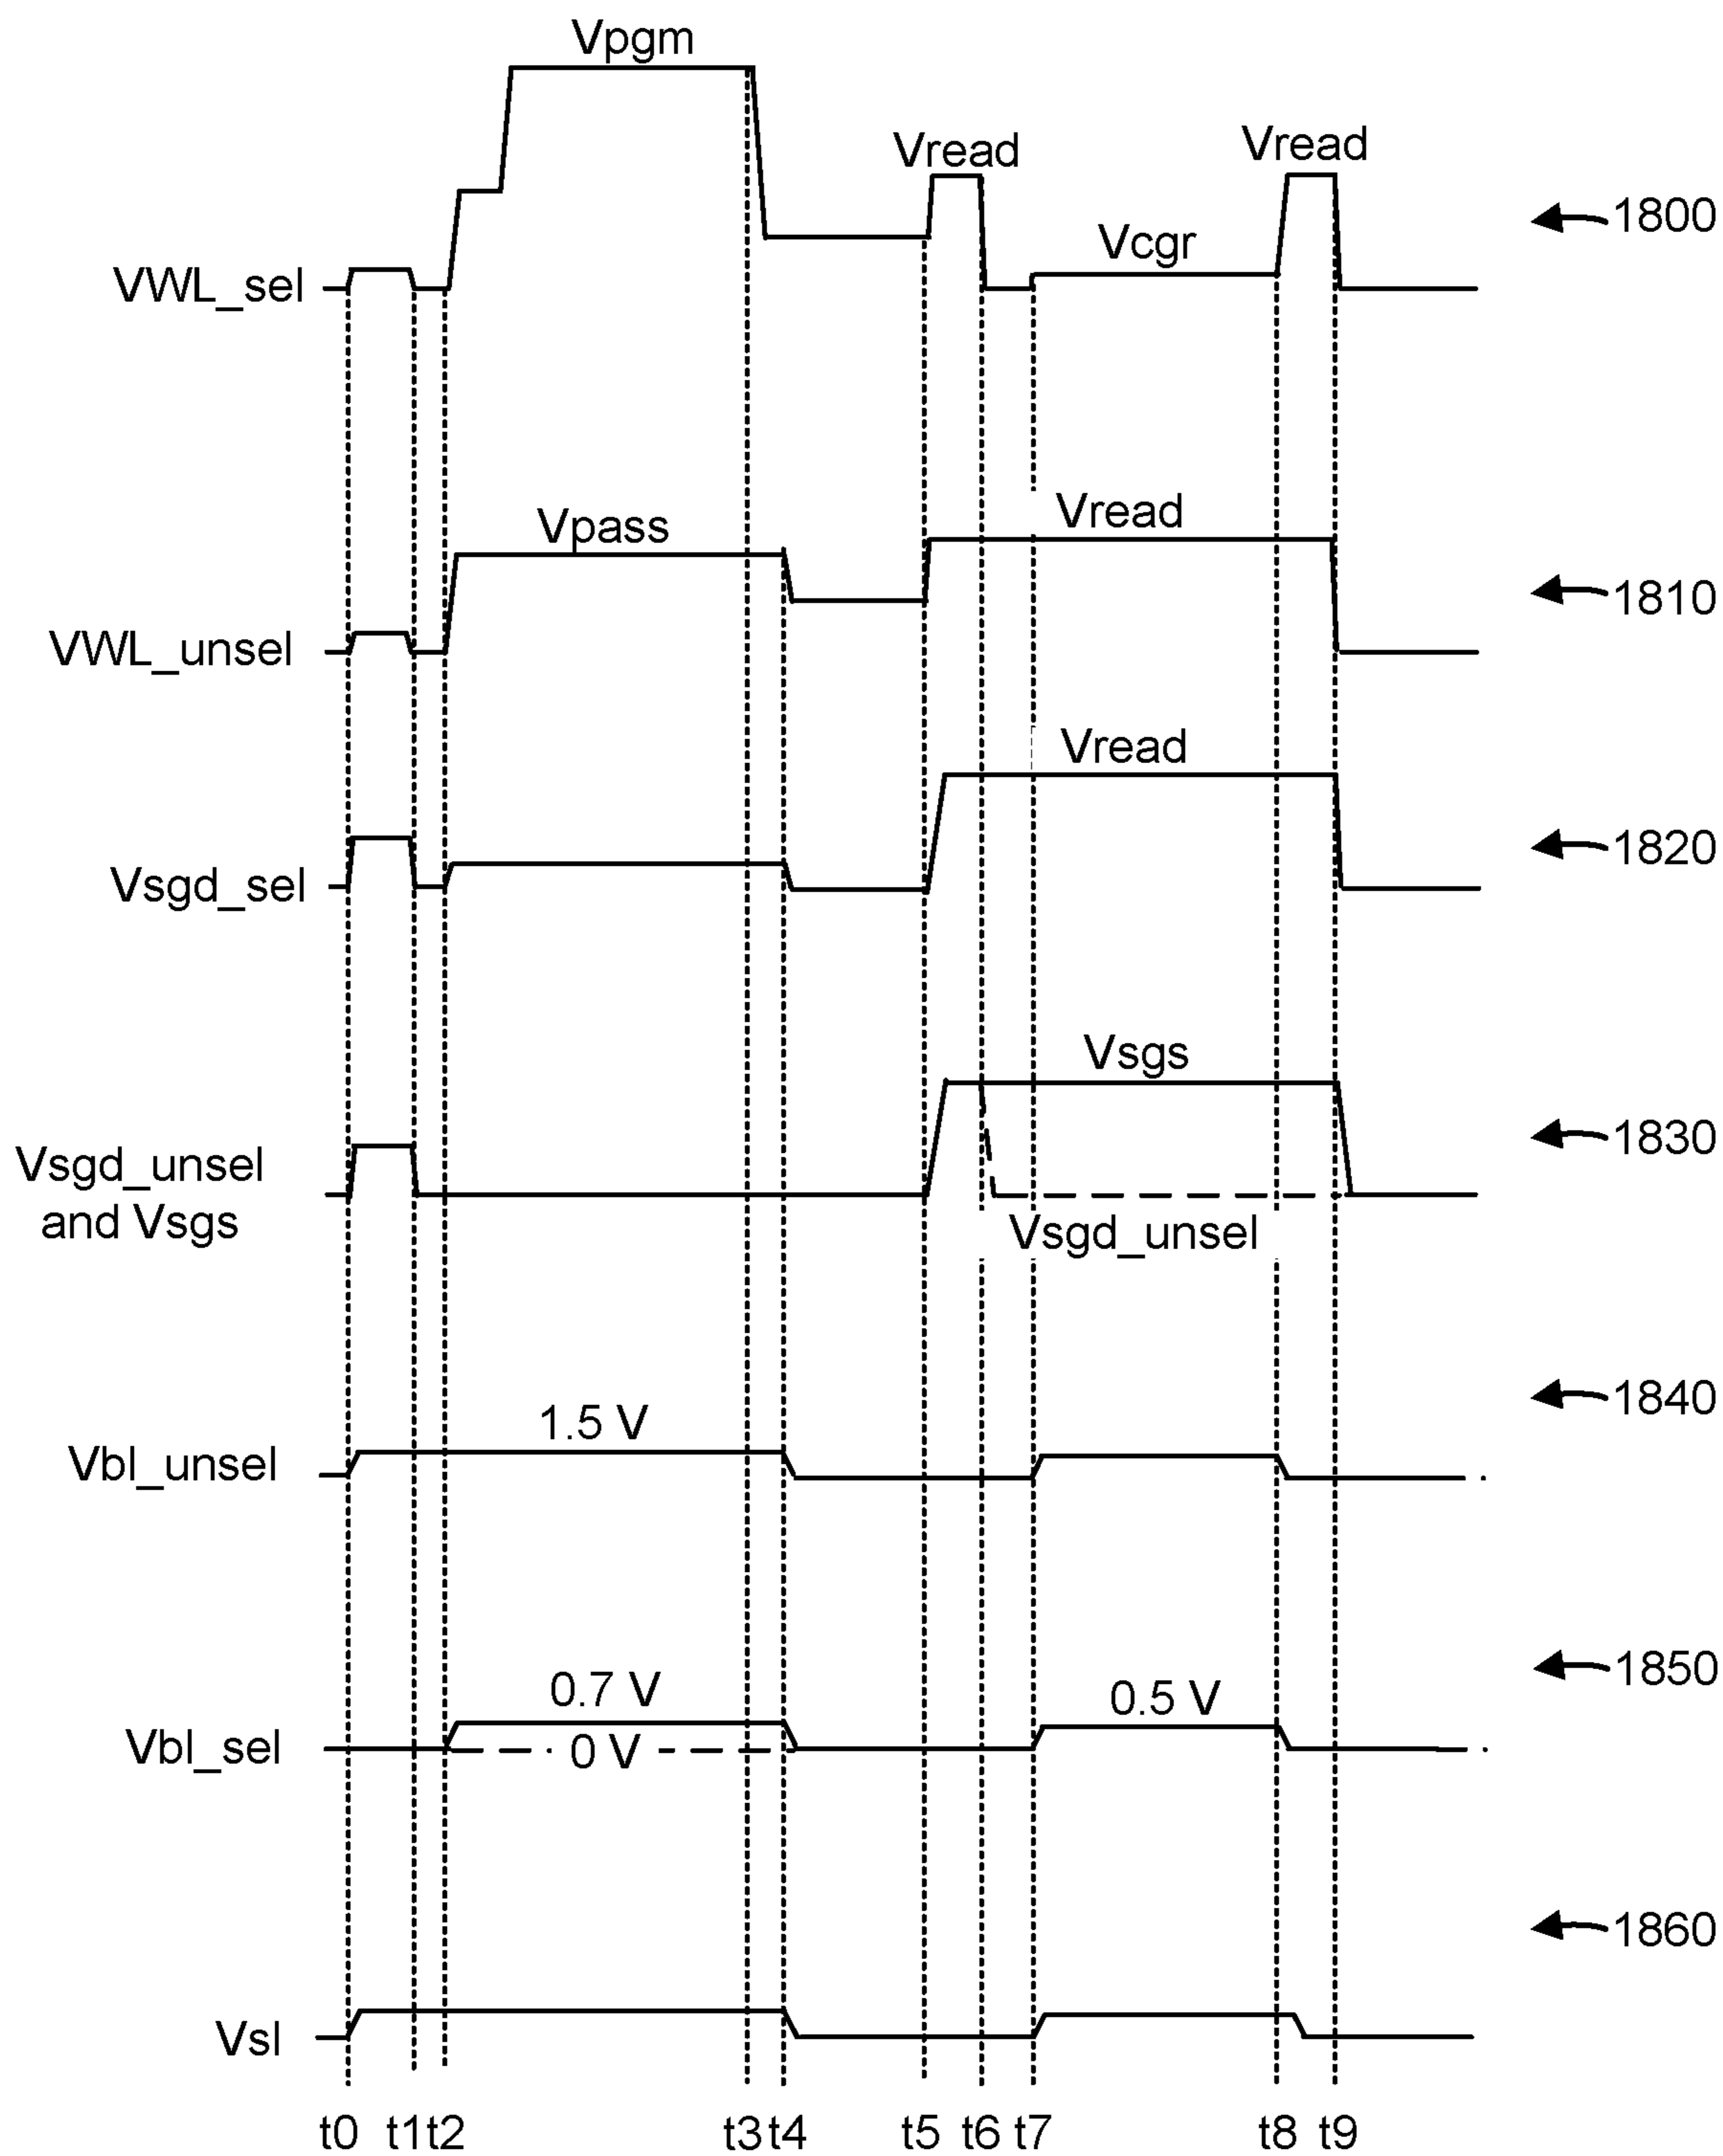 Vpgm
Vread
Vread
1800
Vcgr
VWL_sel
Vread
Vpass
1810
VWL_unsel
Vread
1820
Vsgd_sel
Vsgs
1830
Vsgd_unsel
and Vsgs
Vsgd_unsel
1840
1.5 V
Vbl_unsel
1850
0.7 V
0.5 V
Vbl_sel
0 V
1860
Vsl
t0 t1 t2 t3 t4 t5 t6 t7 t8 t9